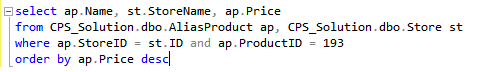 select ap.Name, st.StoreName, ap.Price
from CPS_Solution.dbo.AliasProduct ap, CPS_Solution.dbo.Store st
where ap.StoreID = st.ID and ap.ProductID = 193
order by ap.Price desc